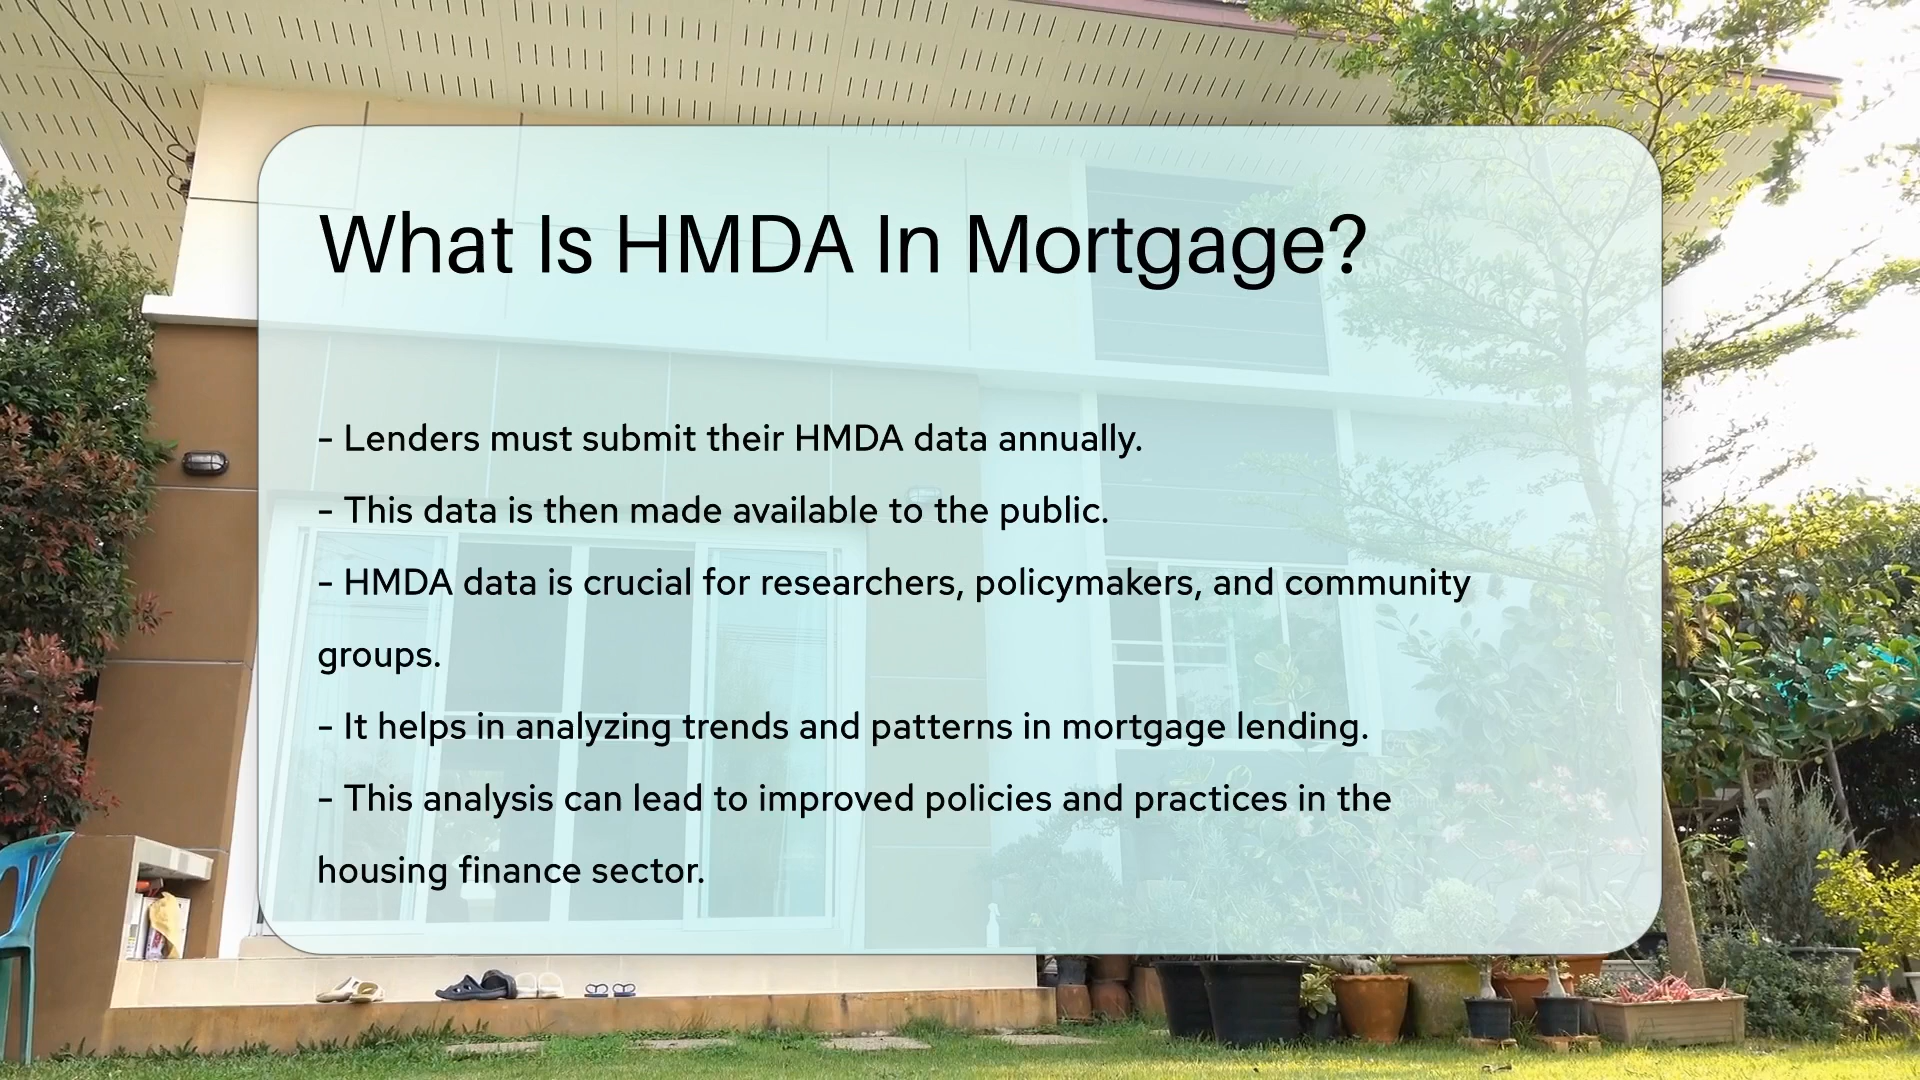 What Is HMDA In Mortgage?
- Lenders must submit their HMDA data annually.
- This data is then made available to the public.
- HMDA data is crucial for researchers, policymakers, and community
groups.
- It helps in analyzing trends and patterns in mortgage lending.
- This analysis can lead to improved policies and practices in the
housing finance sector.